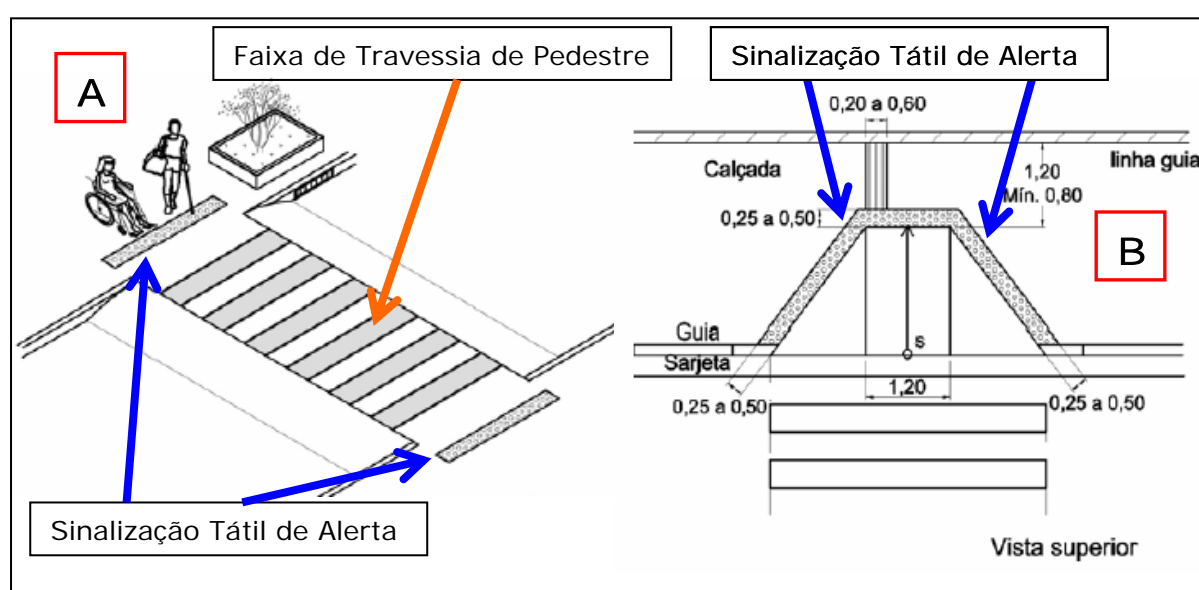 A
Faixa de Travessia de Pedestre
Sinalização Tátil de Alerta
Sinalização Tátil de Alerta
0,20 a 0,60
Calçada
linha guia
1,20
Mín. 0,80
0,25 a 0,50
B
Guia
Sarjeta
S
1,20
0,25 a 0,50
0,25 a 0,50
Vista superior